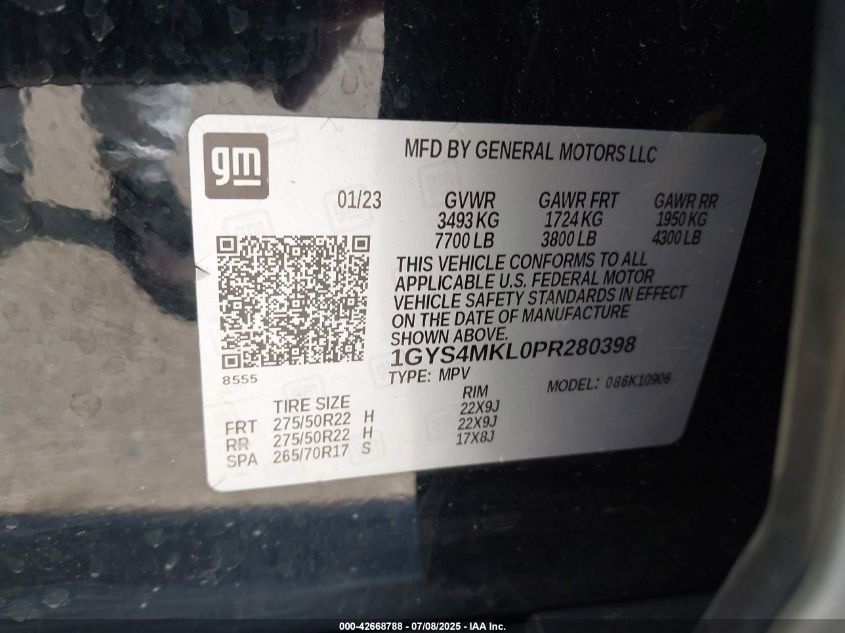 gm
MFD BY GENERAL MOTORS LLC
01/23
GVWR GAWR FRT GAWR RR
3493 KG 1724 KG 1950 KG
7700 LB 3800 LB 4300 LB
THIS VEHICLE CONFORMS TO ALL
APPLICABLE U.S. FEDERAL MOTOR
VEHICLE SAFETY STANDARDS IN EFFECT
ON THE DATE OF MANUFACTURE
SHOWN ABOVE.
1GYS4MKL0PR280398
8555
TYPE: MPV MODEL: 086K10906
TIRE SIZE RIM
FRT 275/50R22 H 22X9J
RR 275/50R22 H 22X9J
SPA 265/70R17 S 17X8J
000-42668788 - 07/08/2025 - IAA Inc.